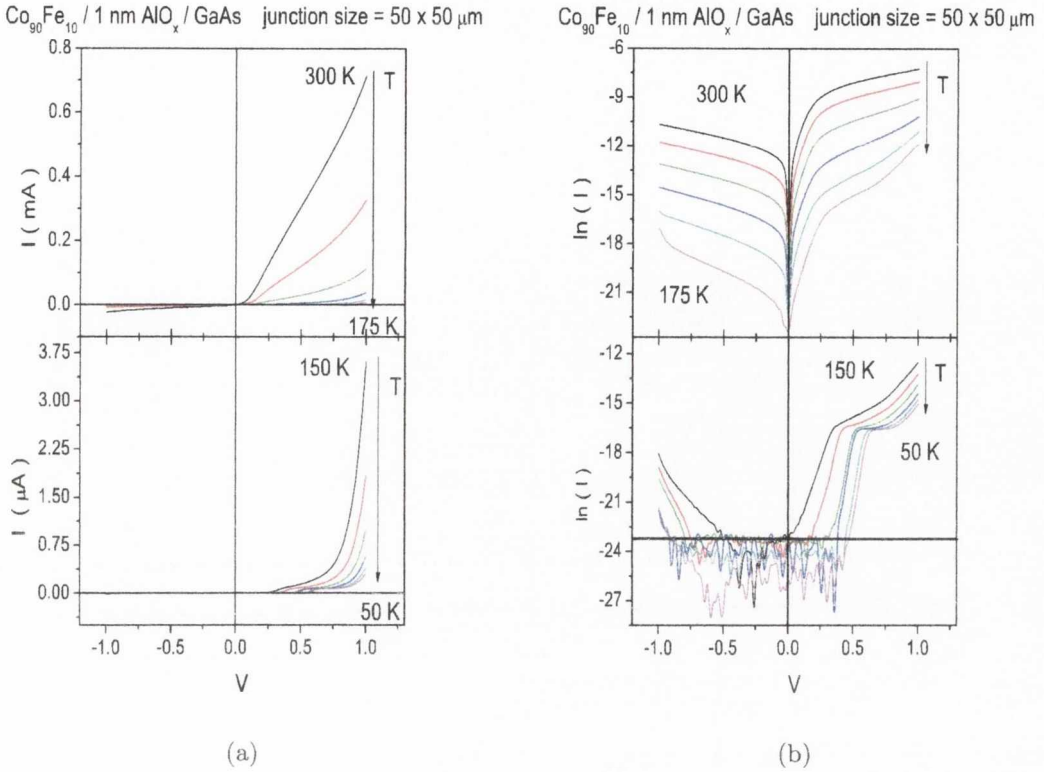 Co₉₀Fe₁₀ / 1 nm AlOₓ / GaAs junction size = 50 x 50 μm
0.8
0.6
0.4
0.2
0.0
I ( mA )
300 K
T
175 K
3.75
3.00
2.25
1.50
0.75
0.00
I ( μA )
150 K
T
50 K
-1.0 -0.5 0.0 0.5 1.0
V
(a)
Co₉₀Fe₁₀ / 1 nm AlOₓ / GaAs junction size = 50 x 50 μm
-6
-9
-12
-15
-18
-21
ln ( I )
300 K
T
175 K
-12
-15
-18
-21
-24
-27
ln ( I )
150 K
T
50 K
-1.0 -0.5 0.0 0.5 1.0
V
(b)